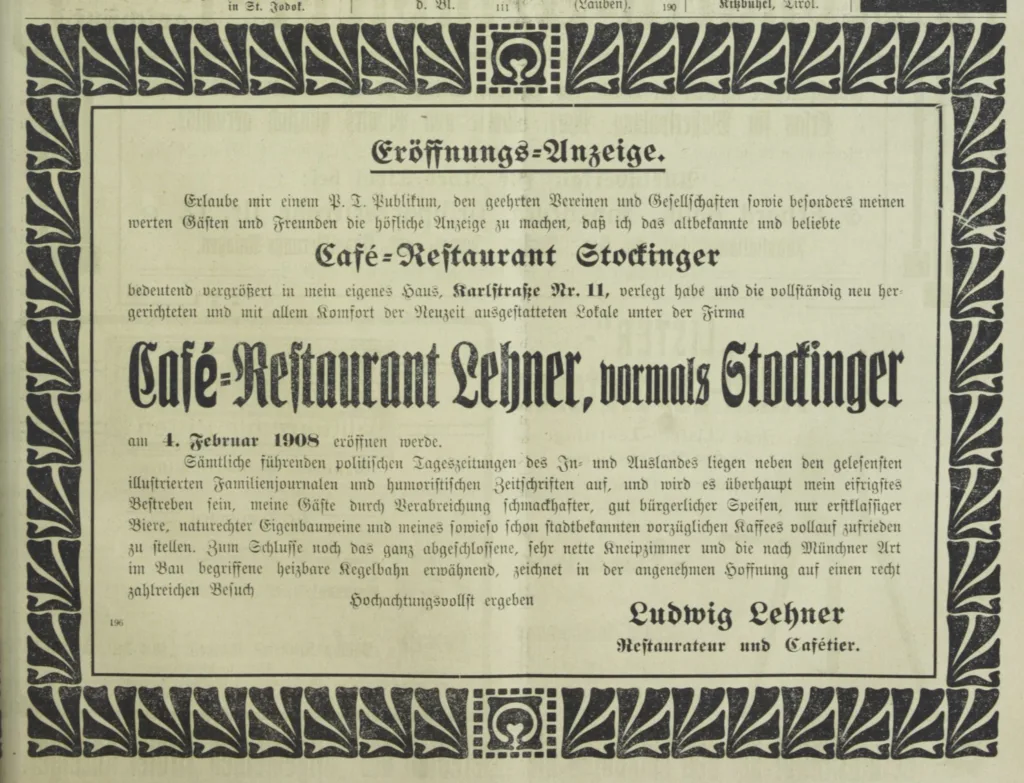 in St. Jodok.
d. Bl.
111
(Lauben).
190
Kitzbühel, Tirol.
Eröffnungs-Anzeige.
Erlaube mir einem P. T. Publikum, den geehrten Vereinen und Gesellschaften sowie besonders meinen
werten Gästen und Freunden die höfliche Anzeige zu machen, daß ich das altbekannte und beliebte
Café-Restaurant Stockinger
bedeutend vergrößert in mein eigenes Haus, Karlstraße Nr. 11, verlegt habe und die vollständig neu her-
gerichteten und mit allem Komfort der Neuzeit ausgestatteten Lokale unter der Firma
Café-Restaurant Lehner, vormals Stockinger
am 4. Februar 1908 eröffnen werde.
Sämtliche führenden politischen Tageszeitungen des In- und Auslandes liegen neben den gelesensten
illustrierten Familienjournalen und humoristischen Zeitschriften auf, und wird es überhaupt mein eifrigstes
Bestreben sein, meine Gäste durch Verabreichung schmackhafter, gut bürgerlicher Speisen, nur erstklassiger
Biere, naturechter Eigenbauweine und meines sowieso schon stadtbekannten vorzüglichen Kaffees vollauf zufrieden
zu stellen. Zum Schlusse noch das ganz abgeschlossene, sehr nette Kneipzimmer und die nach Münchner Art
im Bau begriffene heizbare Kegelbahn erwähnend, zeichnet in der angenehmen Hoffnung auf einen recht
zahlreichen Besuch
Hochachtungsvollst ergeben
Ludwig Lehner
196
Restaurateur und Cafétier.